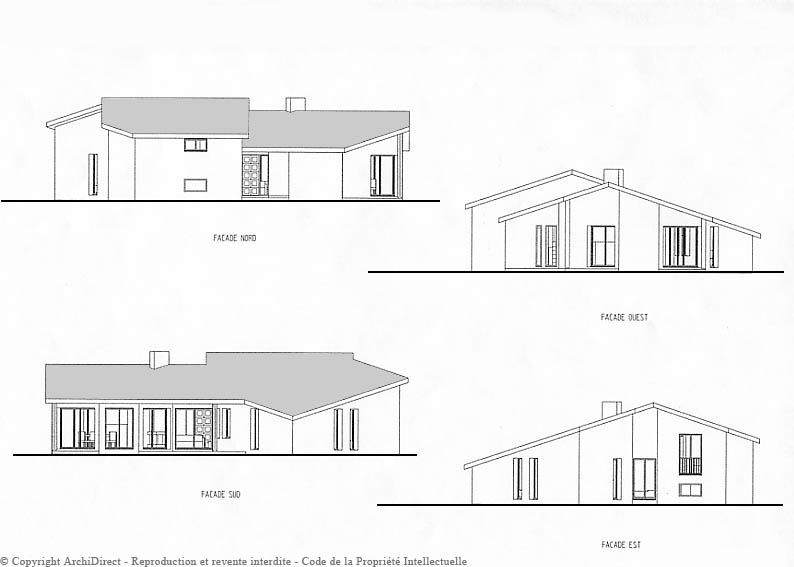 FACADE NORD
FACADE OUEST
FACADE SUD
FACADE EST
© Copyright ArchiDirect - Reproduction et revente interdite - Code de la Propriété Intellectuelle